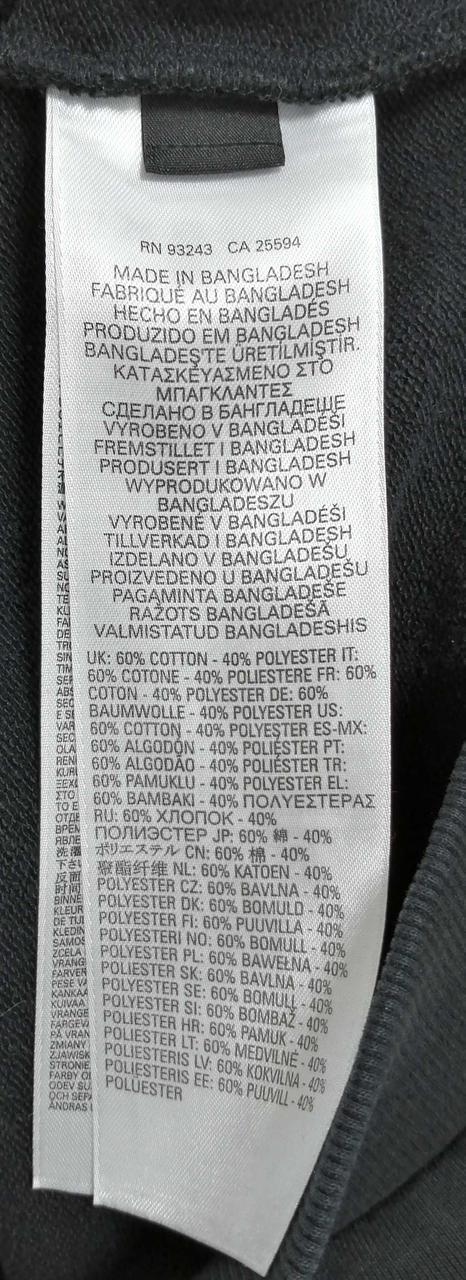 RN 93243 CA 25594
MADE IN BANGLADESH
FABRIQUÉ AU BANGLADESH
HECHO EN BANGLADÉS
PRODUZIDO EM BANGLADESH
BANGLADEŞ'TE ÜRETİLMİŞTİR.
ΚΑΤΑΣΚΕΥΑΣΜΕΝΟ ΣΤΟ
ΜΠΑΓΚΛΑΝΤΕΣ
СДЕЛАНО В БАНГЛАДЕШЕ
VYROBENO V BANGLADÉŠI
FREMSTILLET I BANGLADESH
PRODUSERT I BANGLADESH
WYPRODUKOWANO W
BANGLADESZU
VYROBENÉ V BANGLADÉŠI
TILLVERKAD I BANGLADESH
IZDELANO V BANGLADEŠU
PROIZVEDENO U BANGLADEŠU
PAGAMINTA BANGLADEŠE
RAŽOTS BANGLADEŠĀ
VALMISTATUD BANGLADESHIS
UK: 60% COTTON - 40% POLYESTER IT:
60% COTONE - 40% POLIESTERE FR: 60%
COTON - 40% POLYESTER DE: 60%
BAUMWOLLE - 40% POLYESTER US:
60% COTTON - 40% POLYESTER ES-MX:
60% ALGODÓN - 40% POLIÉSTER PT:
60% ALGODÃO - 40% POLIÉSTER TR:
60% PAMUKLU - 40% POLYESTER EL:
60% ΒΑΜΒΑΚΙ - 40% ΠΟΛΥΕΣΤΕΡΑΣ
RU: 60% ХЛОПОК - 40%
ПОЛИЭСТЕР JP: 60% 綿 - 40%
ポリエステル CN: 60% 棉 - 40%
聚酯纤维 NL: 60% KATOEN - 40%
POLYESTER CZ: 60% BAVLNA - 40%
POLYESTER DK: 60% BOMULD - 40%
POLYESTER FI: 60% PUUVILLA - 40%
POLYESTERI NO: 60% BOMULL - 40%
POLYESTER PL: 60% BAWEŁNA - 40%
POLIESTER SK: 60% BAVLNA - 40%
POLYESTER SE: 60% BOMULL - 40%
POLYESTER SI: 60% BOMBAŽ - 40%
POLIESTER HR: 60% PAMUK - 40%
POLIESTER LT: 60% MEDVILNĖ - 40%
POLIESTERIS LV: 60% KOKVILNA - 40%
POLIESTERIS EE: 60% PUUVILL - 40%
POLÜESTER